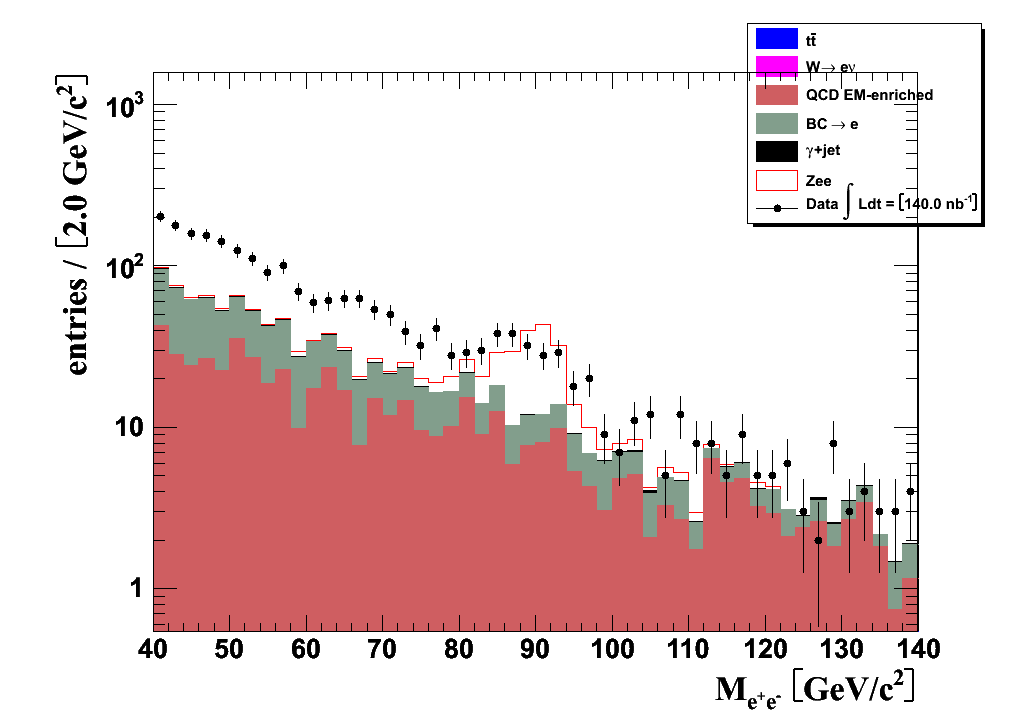 tt̄
W→ eν
QCD EM-enriched
BC → e
γ+jet
Zee
Data ∫ Ldt = [140.0 nb⁻¹]
entries / [2.0 GeV/c²]
10³
10²
10
1
40 50 60 70 80 90 100 110 120 130 140
M e⁺e⁻ [GeV/c²]